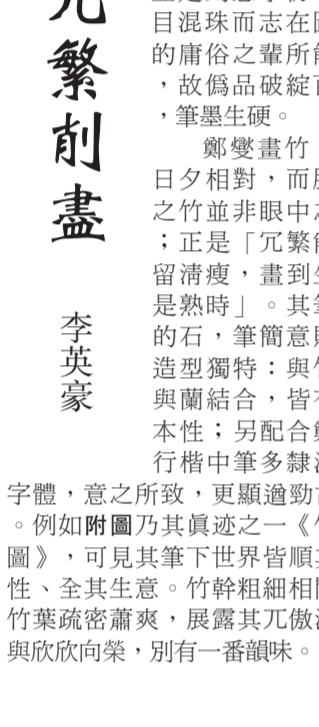 繁削盡
李英豪
目混珠而志在
的庸俗之輩所
，故僞品破綻
，筆墨生硬。
鄭燮畫竹，
日夕相對，而
之竹並非眼中
；正是「冗繁
留清瘦，畫到
是熟時」。其
的石，筆簡意
造型獨特：與
與蘭結合，皆
本性；另配合
行楷中筆多隸
字體，意之所致，更顯遒勁
。例如附圖乃其眞迹之一《
圖》，可見其筆下世界皆順
性、全其生意。竹幹粗細相
竹葉疏密蕭爽，展露其兀傲
與欣欣向榮，別有一番韻味。